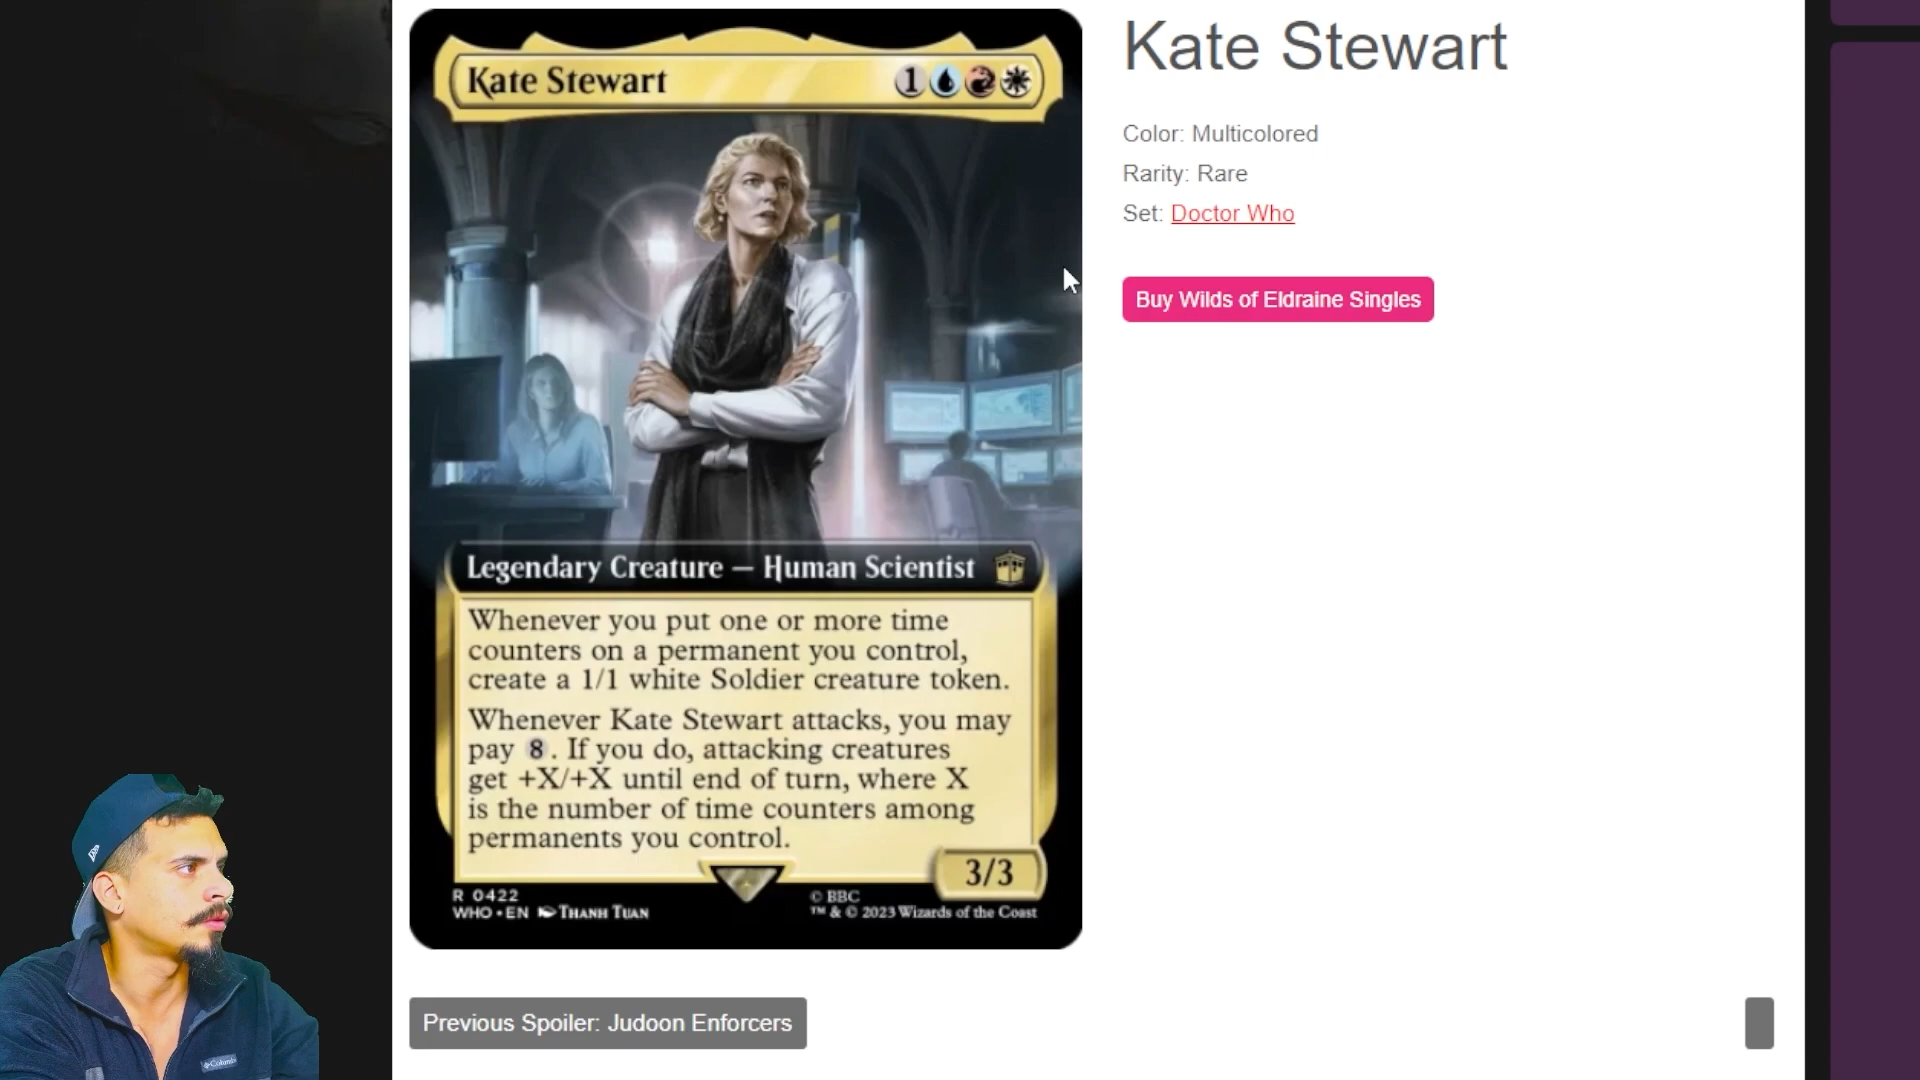 Kate Stewart
1
Legendary Creature — Human Scientist
Whenever you put one or more time
counters on a permanent you control,
create a 1/1 white Soldier creature token.
Whenever Kate Stewart attacks, you may
pay 8. If you do, attacking creatures
get +X/+X until end of turn, where X
is the number of time counters among
permanents you control.
3/3
R 0422
WHO • EN THANH TUAN
© BBC
™ & © 2023 Wizards of the Coast
Kate Stewart
Color: Multicolored
Rarity: Rare
Set: Doctor Who
Buy Wilds of Eldraine Singles
Previous Spoiler: Judoon Enforcers
Columbia